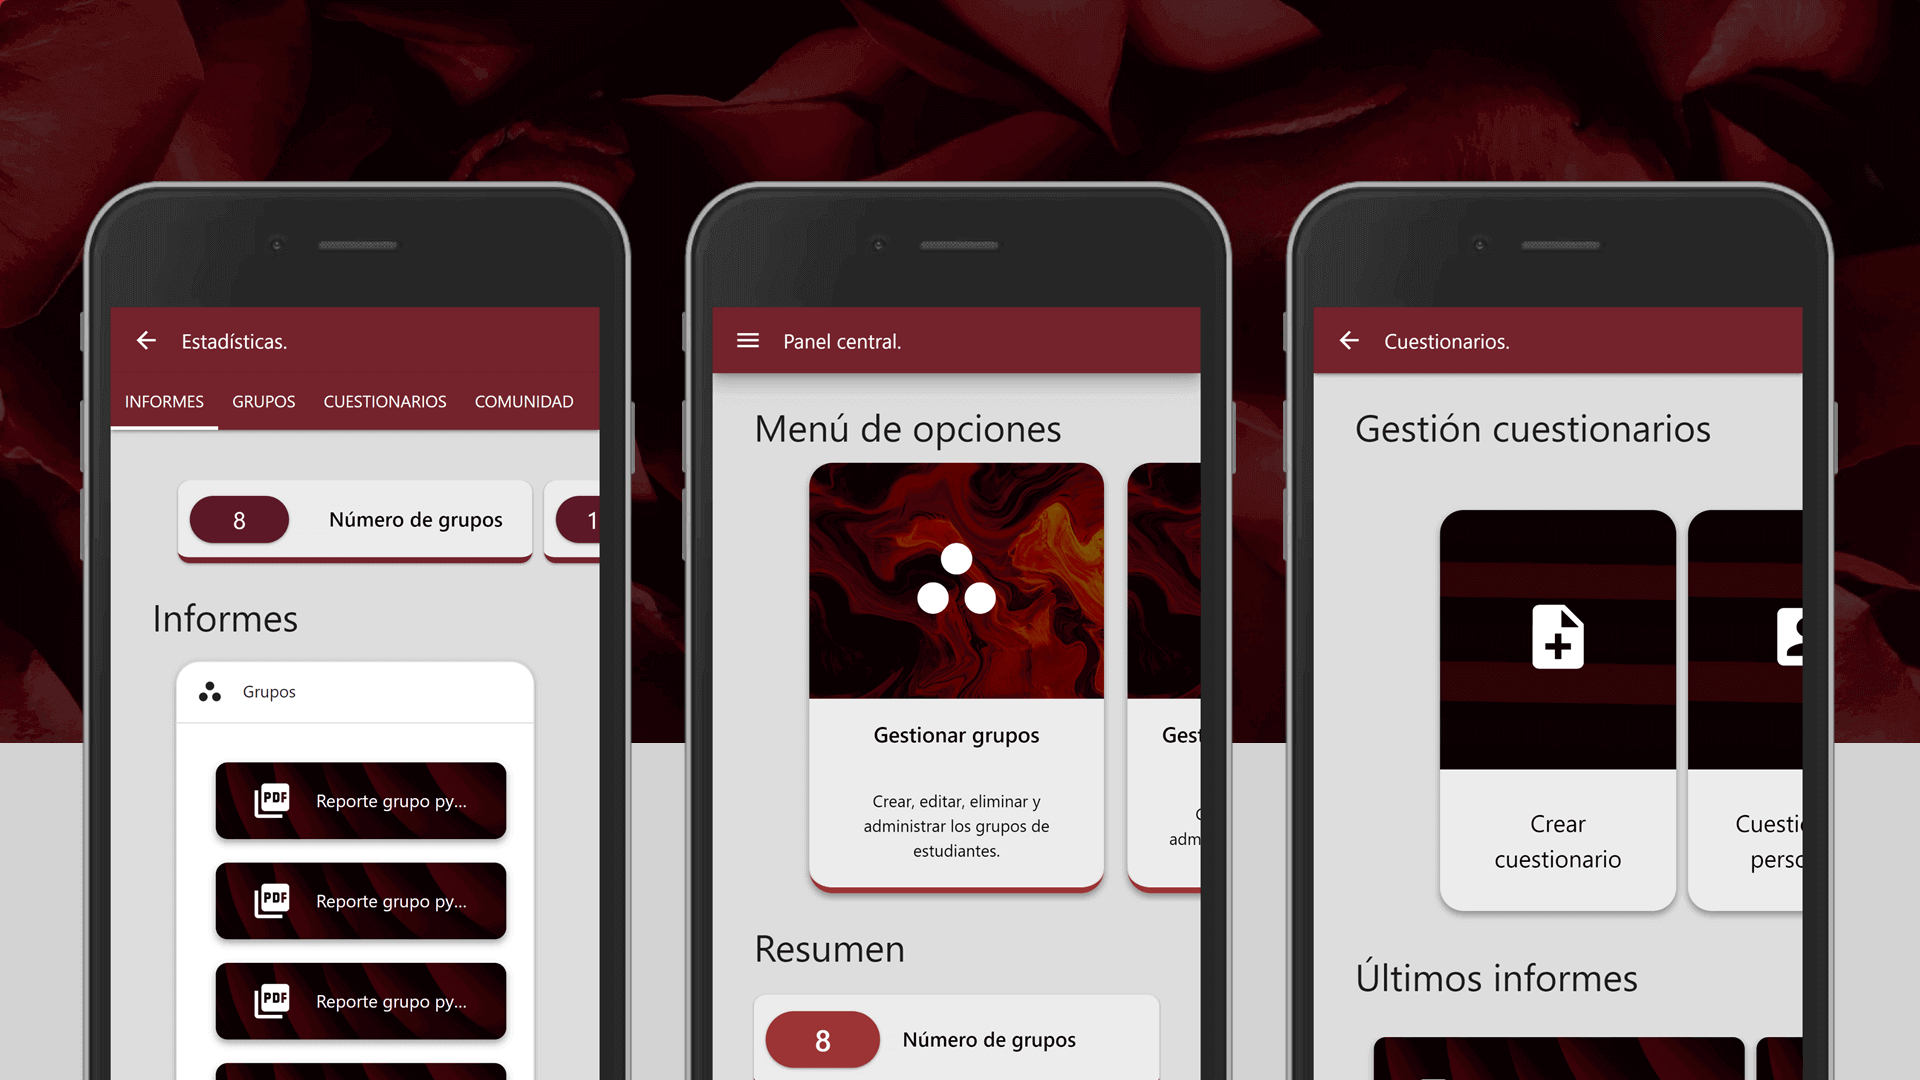 Estadísticas.
INFORMES GRUPOS CUESTIONARIOS COMUNIDAD
8 Número de grupos
1
Informes
Grupos
PDF Reporte grupo py...
PDF Reporte grupo py...
PDF Reporte grupo py...
Panel central.
Menú de opciones
Gestionar grupos
Crear, editar, eliminar y
administrar los grupos de
estudiantes.
Gest
adm
Resumen
8 Número de grupos
Cuestionarios.
Gestión cuestionarios
Crear
cuestionario
Cuesti
perso
Últimos informes